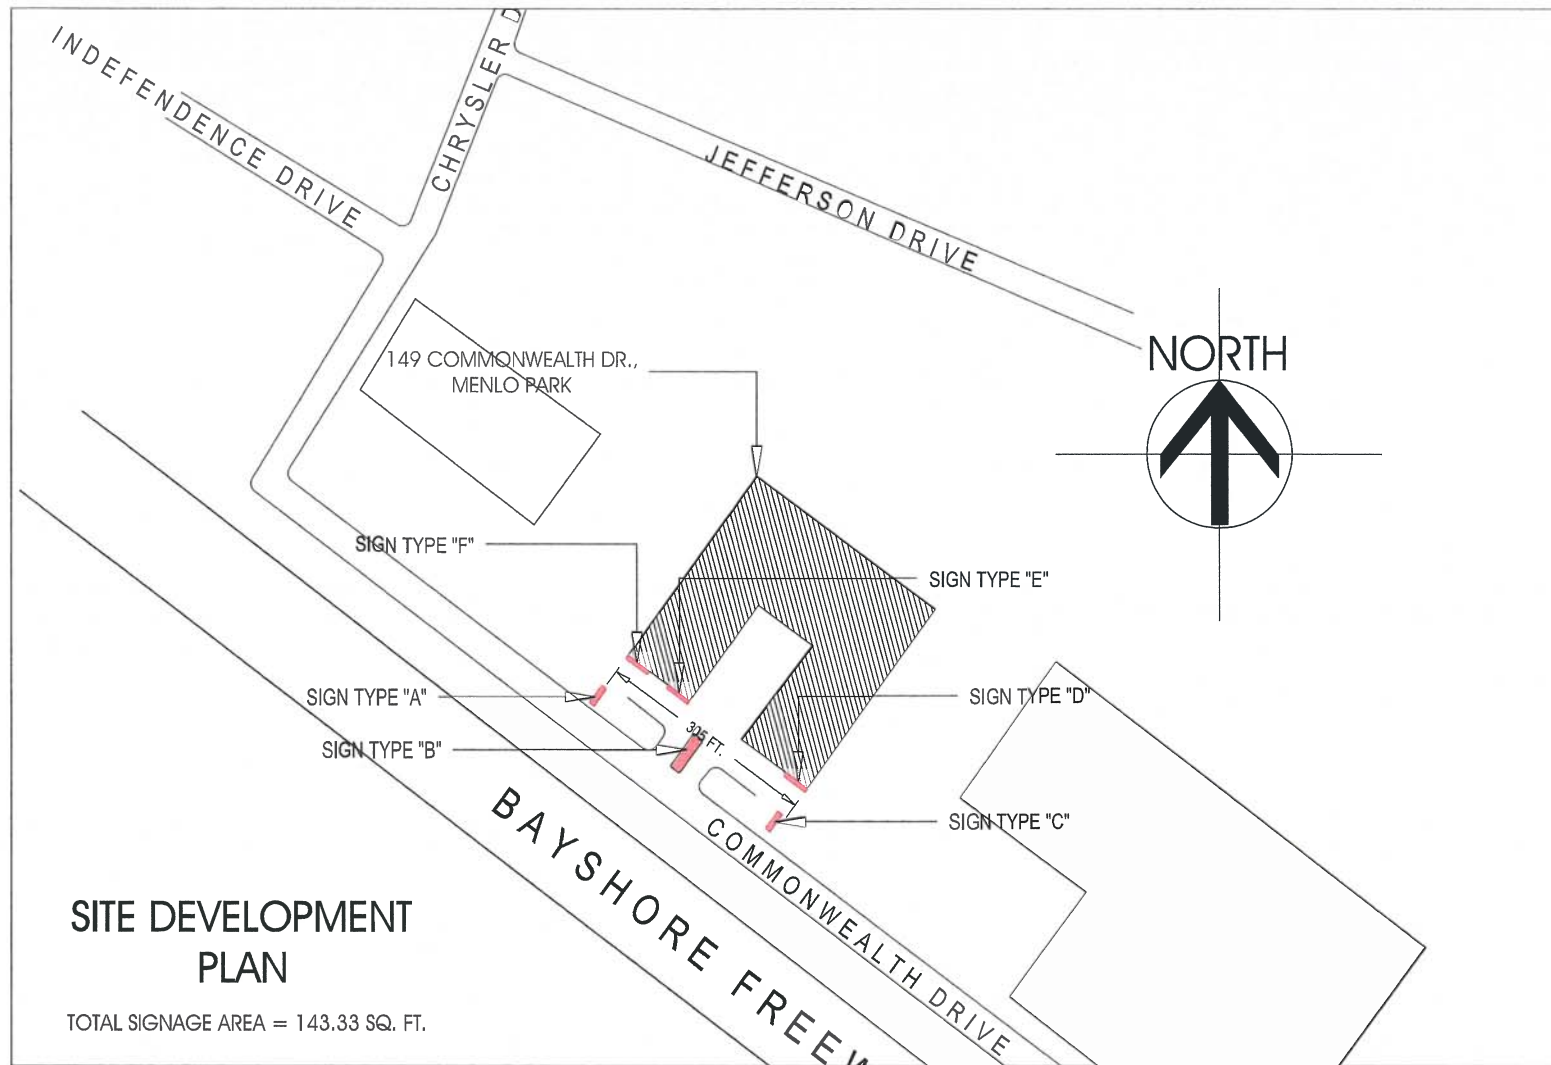 INDEFENDENCE DRIVE
CHRYSLER D
JEFFERSON DRIVE
NORTH
149 COMMONWEALTH DR.,
MENLO PARK
SIGN TYPE "F"
SIGN TYPE "E"
SIGN TYPE "A"
SIGN TYPE "D"
305 FT.
SIGN TYPE "B"
SIGN TYPE "C"
COMMONWEALTH DRIVE
BAYSHORE FREEW
SITE DEVELOPMENT
PLAN
TOTAL SIGNAGE AREA = 143.33 SQ. FT.